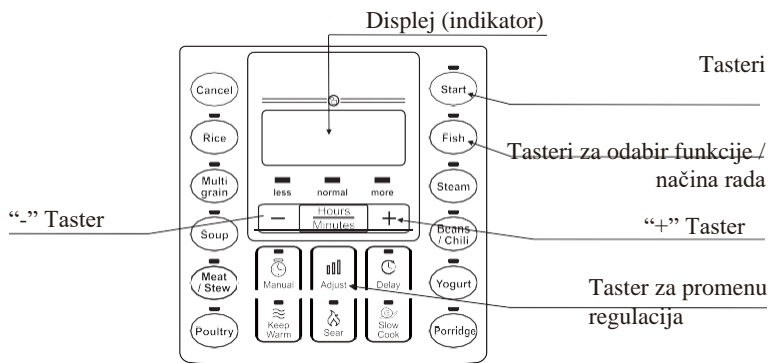 Displej (indikator)
Tasteri
Cancel
Start
Rice
Fish
Tasteri za odabir funkcije /
načina rada
Multi
grain
Steam
less normal more
“-” Taster
− Hours +
Minutes
“+” Taster
Soup
Beans
/ Chili
Meat
/ Stew
Manual
Adjust
Delay
Yogurt
Taster za promenu
regulacija
Poultry
Keep
Warm
Sear
Slow
Cook
Porridge